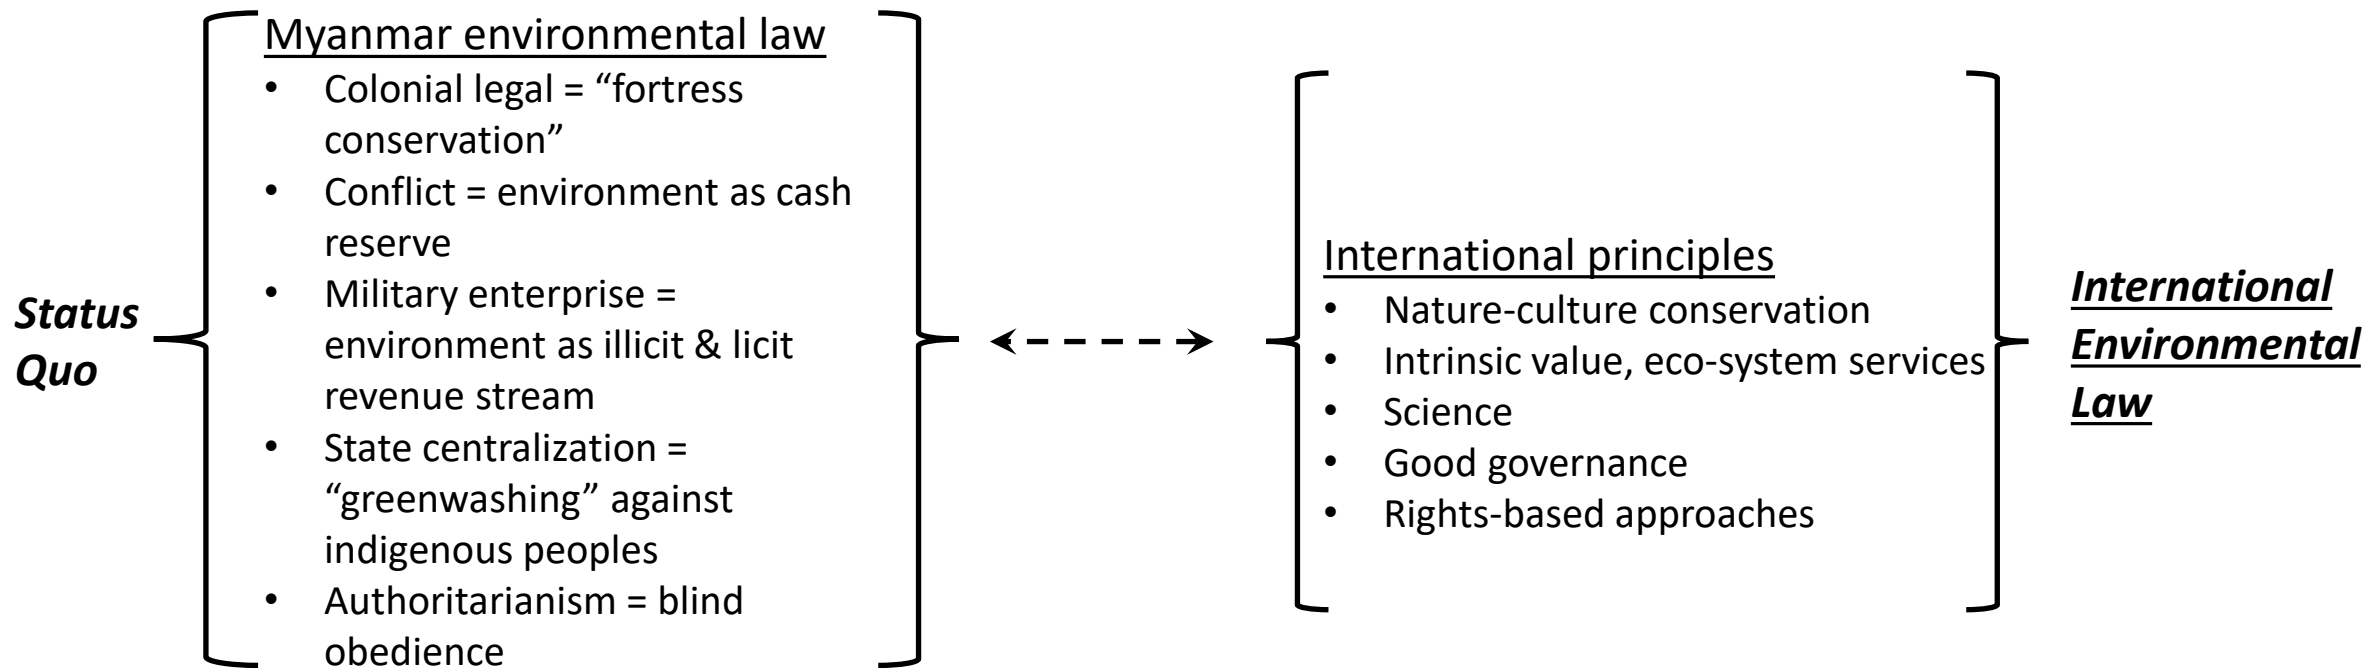 Status
Quo
Myanmar environmental law
• Colonial legal = “fortress
conservation”
• Conflict = environment as cash
reserve
• Military enterprise =
environment as illicit & licit
revenue stream
• State centralization =
“greenwashing” against
indigenous peoples
• Authoritarianism = blind
obedience
International principles
• Nature-culture conservation
• Intrinsic value, eco-system services
• Science
• Good governance
• Rights-based approaches
International
Environmental
Law